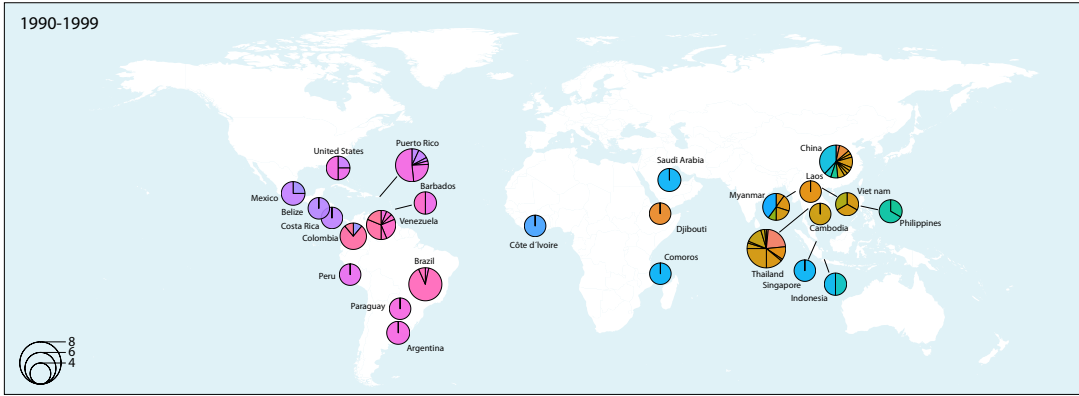 1990-1999
Puerto Rico
United States
China
Saudi Arabia
Laos
Barbados
Mexico
Myanmar
Viet nam
Belize
Costa Rica
Venezuela
Colombia
Djibouti
Cambodia
Philippines
Côte d´Ivoire
Brazil
Comoros
Peru
Thailand
Singapore
Indonesia
Paraguay
Argentina
8
6
4